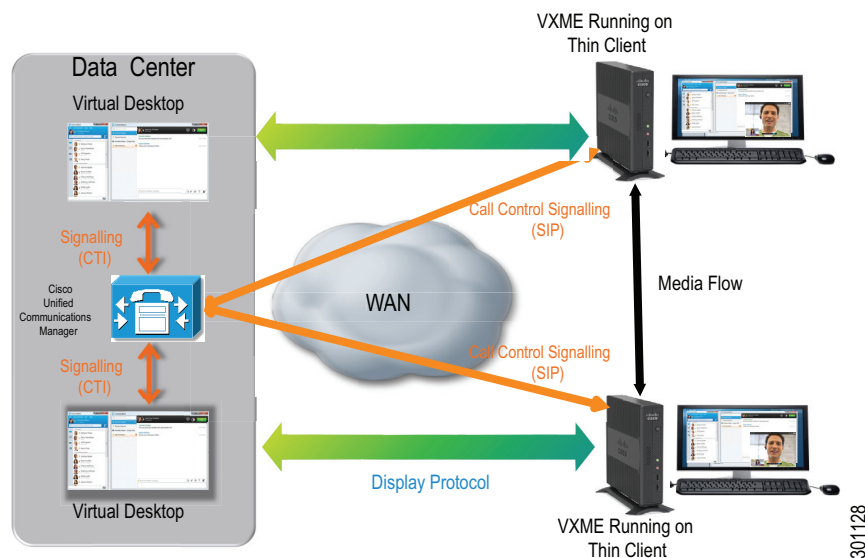 VXME Running on
Thin Client
Data Center
Virtual Desktop
Signalling
(CTI)
Call Control Signalling
(SIP)
Cisco
Unified
Communications
Manager
WAN
Media Flow
Signalling
(CTI)
Call Control Signalling
(SIP)
Display Protocol
Virtual Desktop
VXME Running on
Thin Client
301128